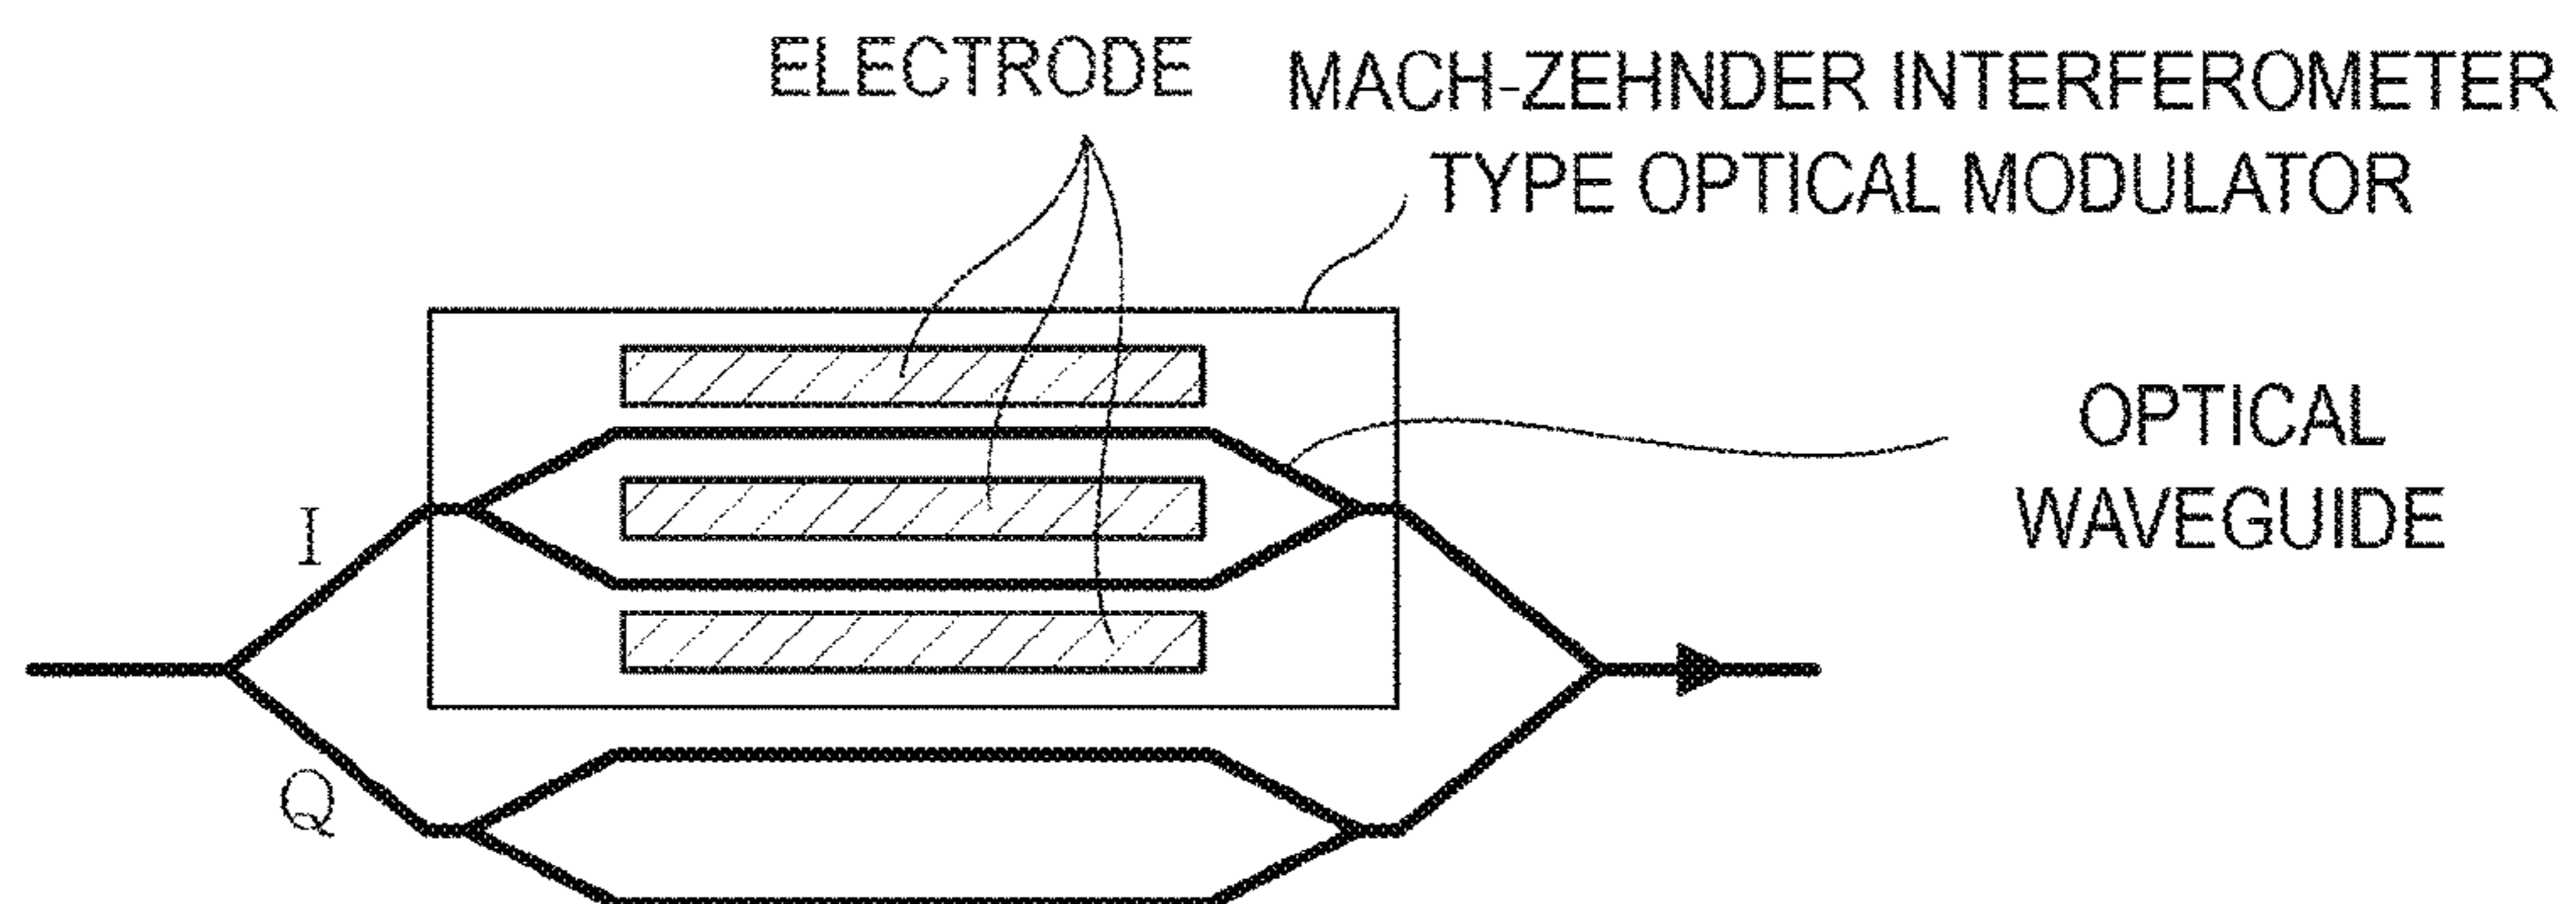 ELECTRODE
MACH-ZEHNDER INTERFEROMETER
TYPE OPTICAL MODULATOR
OPTICAL
WAVEGUIDE
I
Q